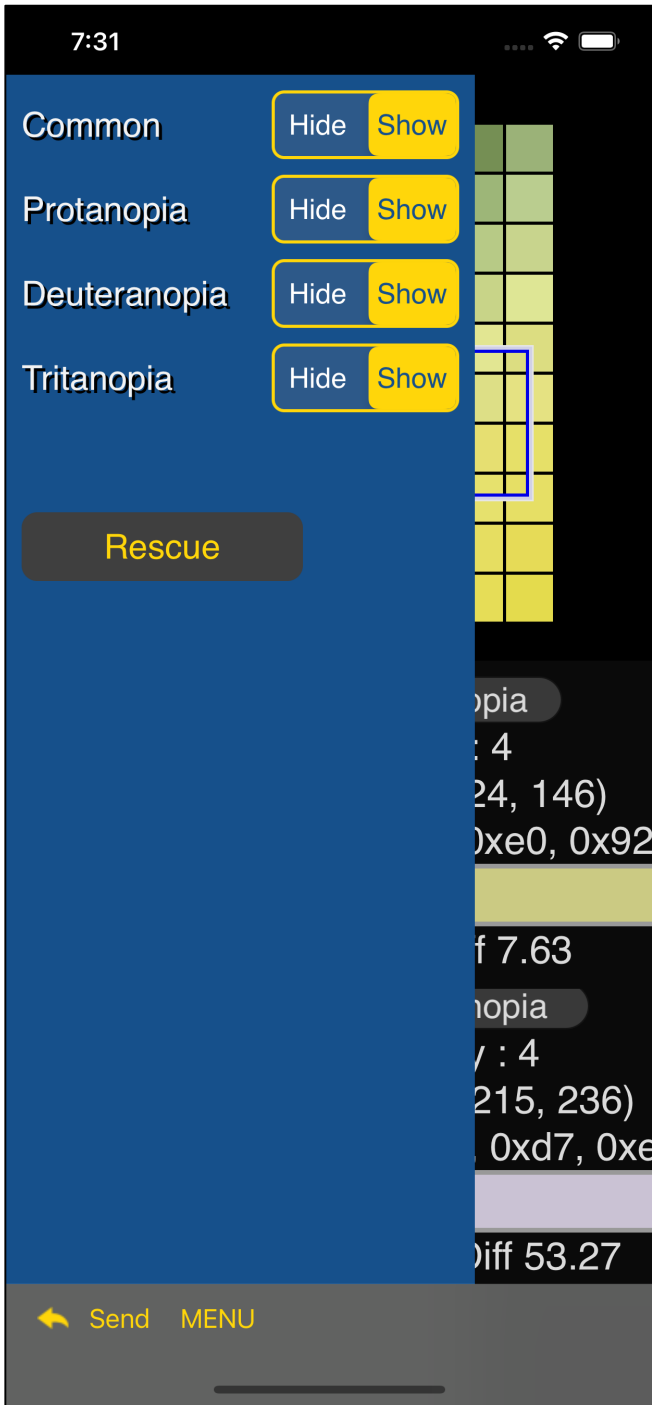 7:31
Common Hide Show
Protanopia Hide Show
Deuteranopia Hide Show
Tritanopia Hide Show
Rescue
opia
: 4
24, 146)
0xe0, 0x92
f 7.63
nopia
y : 4
215, 236)
, 0xd7, 0xe
Diff 53.27
Send MENU